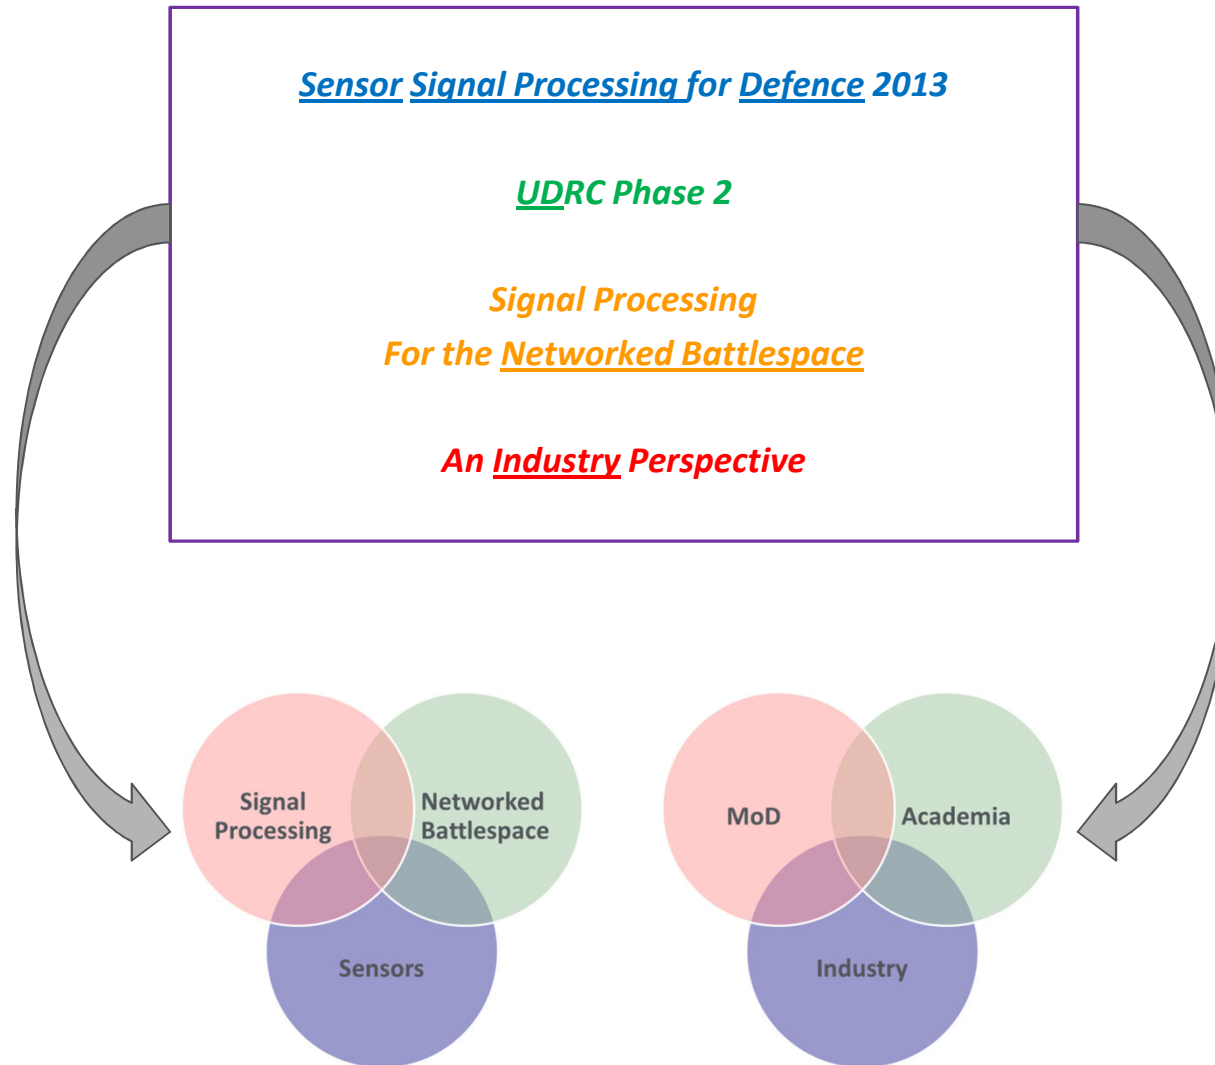 Sensor Signal Processing for Defence 2013
UDRC Phase 2
Signal Processing
For the Networked Battlespace
An Industry Perspective
Signal
Processing
Networked
Battlespace
Sensors
MoD
Academia
Industry